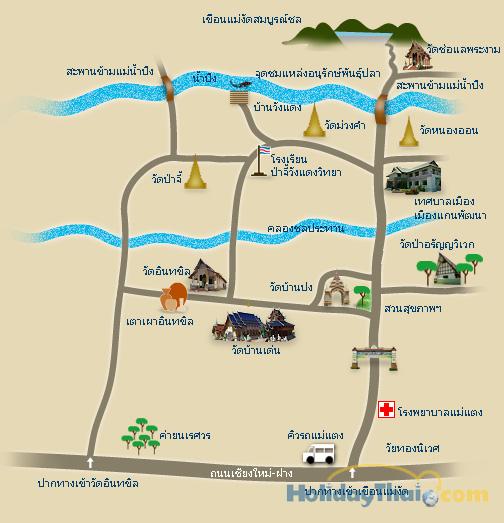 เขื่อนแม่งัดสมบูรณ์ชล
วัดช่อแลพระงาม
สะพานข้ามแม่น้ำปิง
น้ำปิง
จุดชมแหล่งอนุรักษ์พันธุ์ปลา
สะพานข้ามแม่น้ำปิง
บ้านวังแดง
วัดม่วงคำ
วัดหนองออน
โรงเรียน
ป่าจี้วังแดงวิทยา
วัดป่าจี้
เทศบาลเมือง
เมืองแกนพัฒนา
คลองชลประทาน
วัดป่าอรัญญวิเวก
วัดอินทขิล
วัดบ้านปง
เตาเผาอินทขิล
สวนสุขภาพฯ
วัดบ้านเด่น
โรงพยาบาลแม่แตง
ค่ายนเรศวร
คิวรถแม่แตง
วัยทองนิเวศ
ถนนเชียงใหม่-ฝาง
ปากทางเข้าวัดอินทขิล
ปากทางเข้าเขื่อนแม่งัด
HolidayThai.com